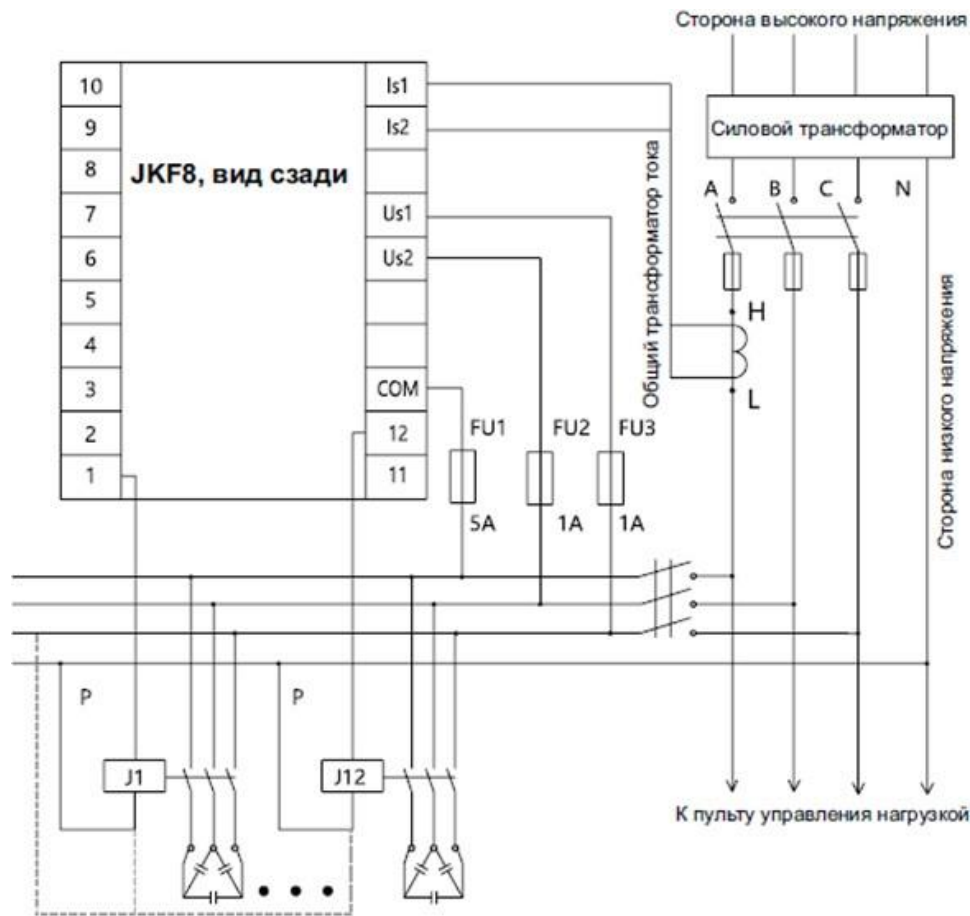 Сторона высокого напряжения
Силовой трансформатор
A
B
C
N
10
9
8
7
6
5
4
3
2
1
JKF8, вид сзади
Is1
Is2
Us1
Us2
COM
12
11
Общий трансформатор тока
H
L
Сторона низкого напряжения
FU1
FU2
FU3
5A
1A
1A
P
P
J1
J12
К пульту управления нагрузкой